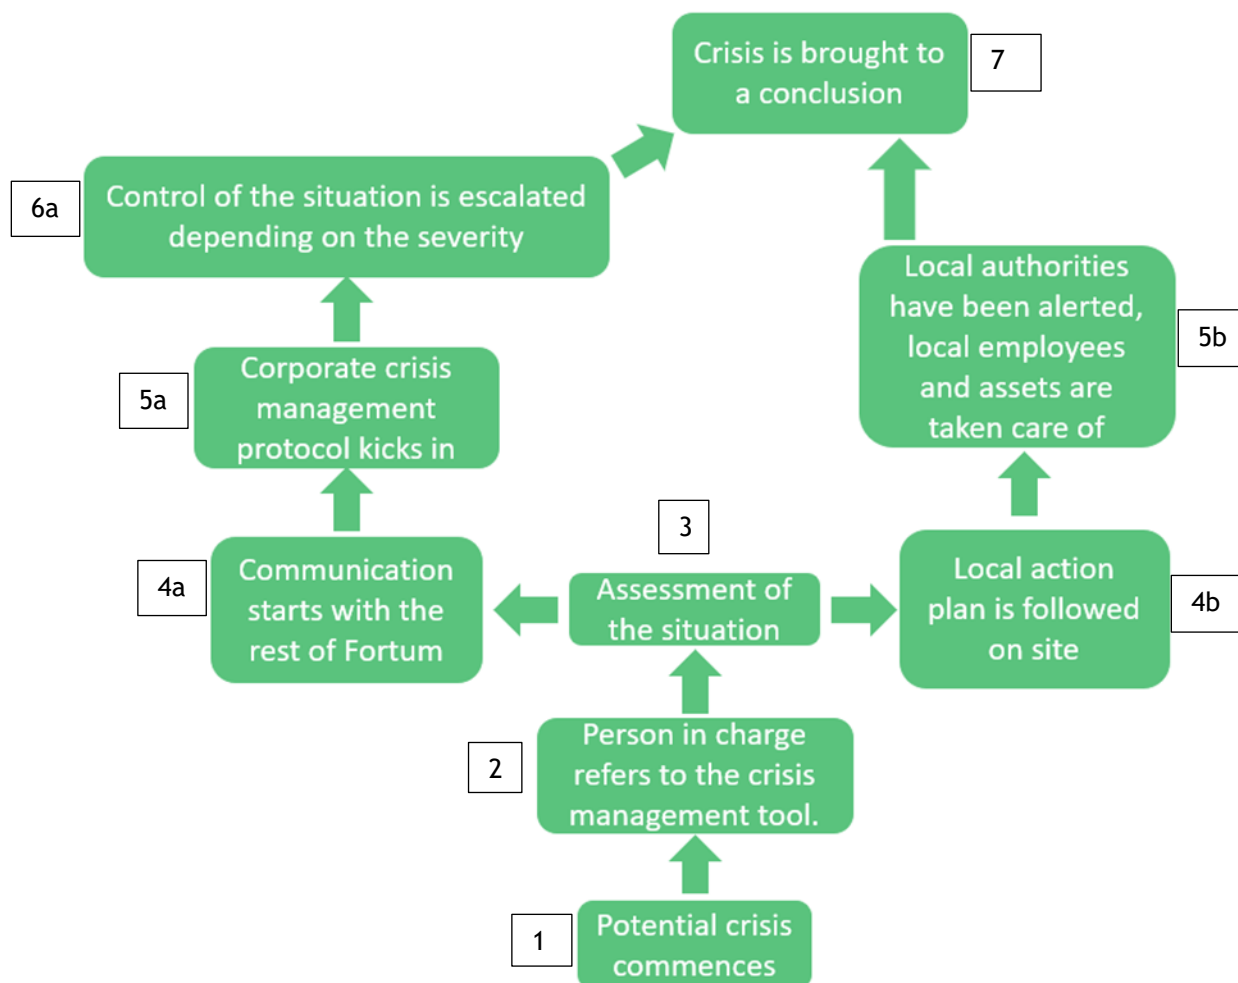 Crisis is brought to
a conclusion
7
6a
Control of the situation is escalated
depending on the severity
Local authorities
have been alerted,
local employees
and assets are
taken care of
5b
5a
Corporate crisis
management
protocol kicks in
3
4a
Communication
starts with the
rest of Fortum
Assessment of
the situation
Local action
plan is followed
on site
4b
2
Person in charge
refers to the crisis
management tool.
1
Potential crisis
commences